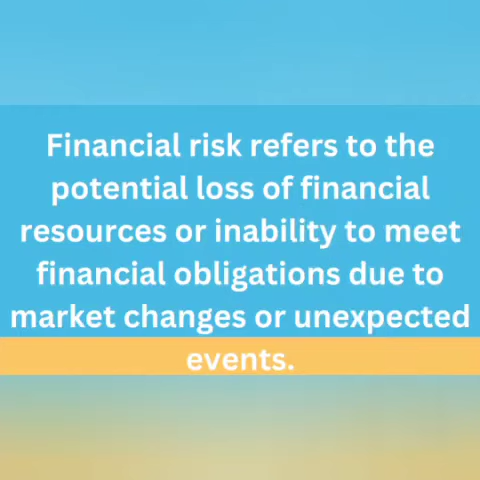 Financial risk refers to the
potential loss of financial
resources or inability to meet
financial obligations due to
market changes or unexpected
events.